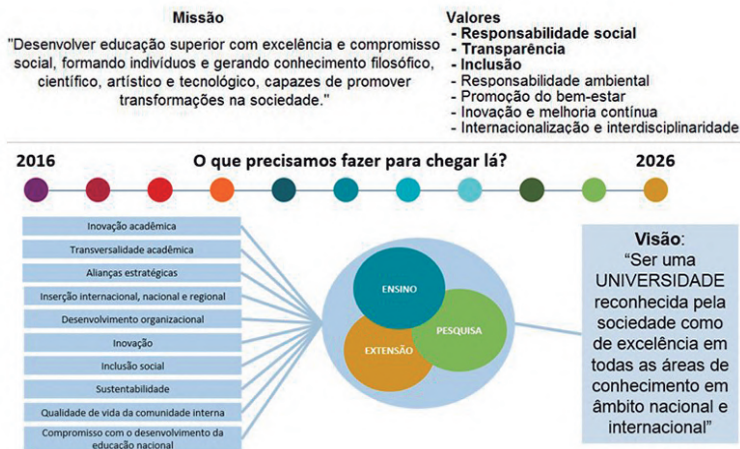 Missão
"Desenvolver educação superior com excelência e compromisso
social, formando indivíduos e gerando conhecimento filosófico,
científico, artístico e tecnológico, capazes de promover
transformações na sociedade."
Valores
- Responsabilidade social
- Transparência
- Inclusão
- Responsabilidade ambiental
- Promoção do bem-estar
- Inovação e melhoria contínua
- Internacionalização e interdisciplinaridade
2016
O que precisamos fazer para chegar lá?
2026
Inovação acadêmica
Transversalidade acadêmica
Alianças estratégicas
Inserção internacional, nacional e regional
Desenvolvimento organizacional
Inovação
Inclusão social
Sustentabilidade
Qualidade de vida da comunidade interna
Compromisso com o desenvolvimento da
educação nacional
ENSINO
PESQUISA
EXTENSÃO
Visão:
“Ser uma
UNIVERSIDADE
reconhecida pela
sociedade como
de excelência em
todas as áreas de
conhecimento em
âmbito nacional e
internacional”